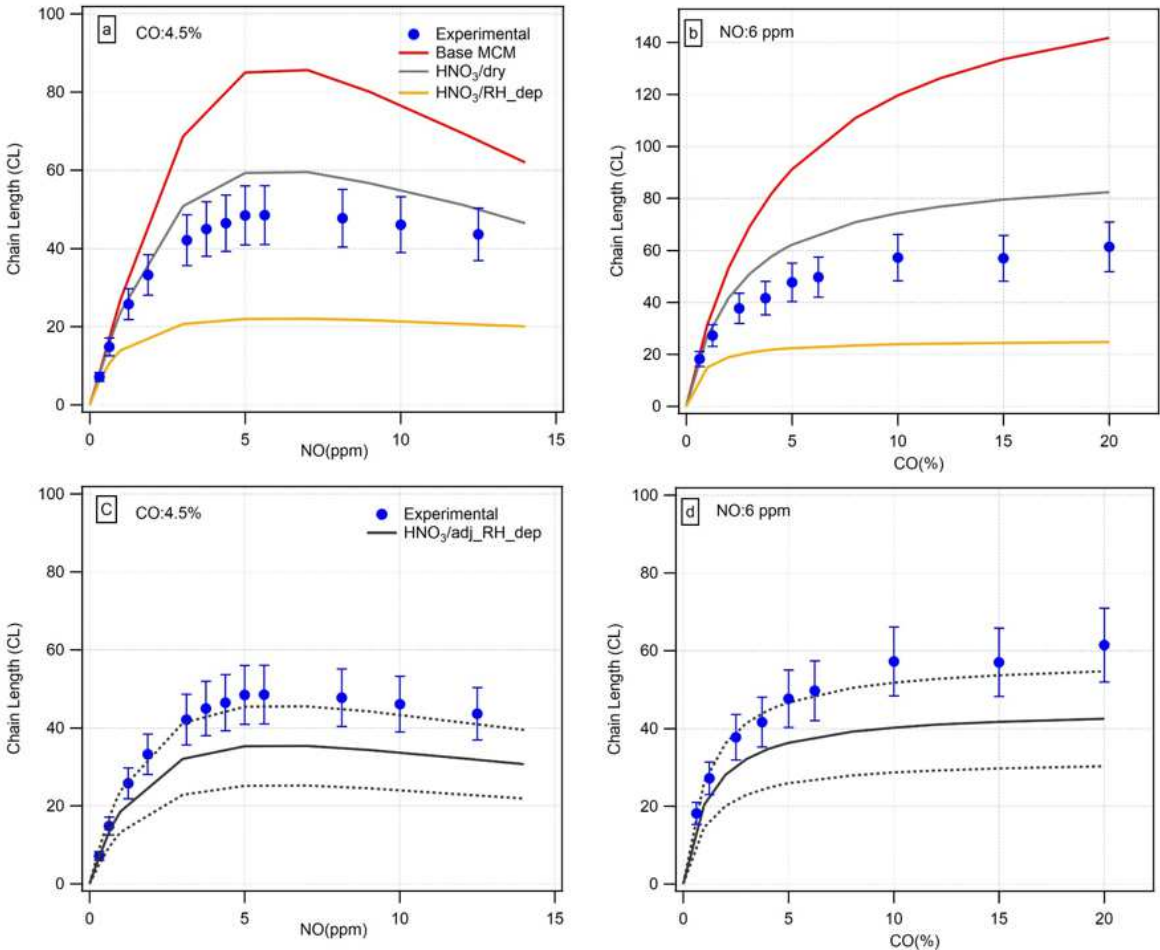 a
CO:4.5%
Experimental
Base MCM
HNO₃/dry
HNO₃/RH_dep
Chain Length (CL)
100
80
60
40
20
0
0
5
10
15
NO(ppm)
b
NO:6 ppm
Chain Length (CL)
140
120
100
80
60
40
20
0
0
5
10
15
20
CO(%)
C
CO:4.5%
Experimental
HNO₃/adj_RH_dep
Chain Length (CL)
100
80
60
40
20
0
0
5
10
15
NO(ppm)
d
NO:6 ppm
Chain Length (CL)
100
80
60
40
20
0
0
5
10
15
20
CO(%)